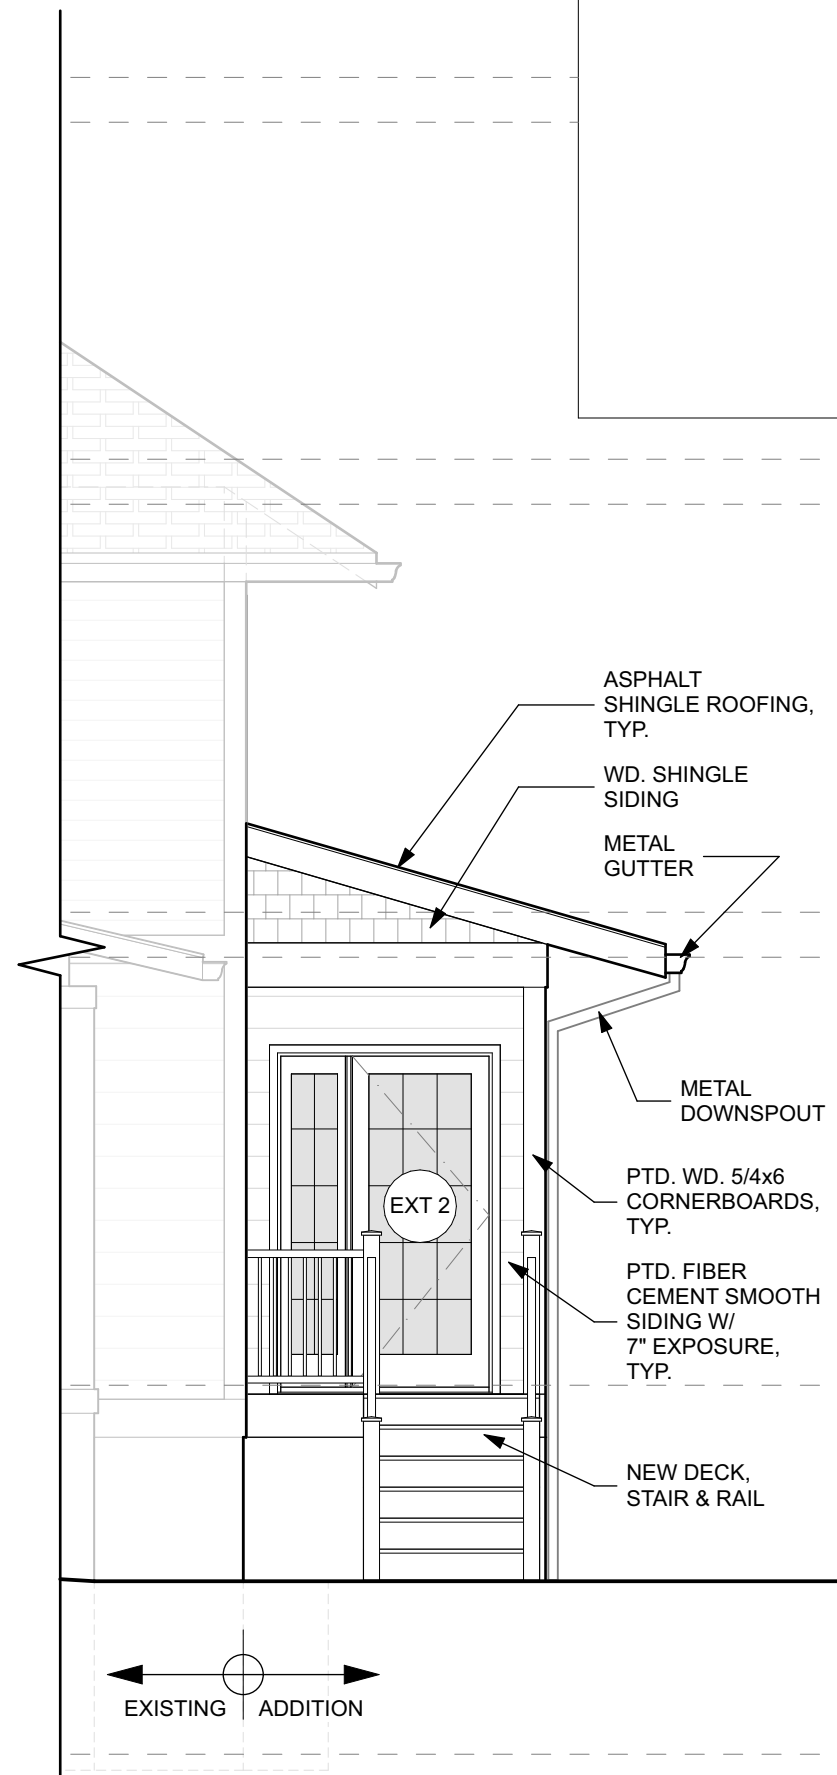 ASPHALT
SHINGLE ROOFING,
TYP.
WD. SHINGLE
SIDING
METAL
GUTTER
METAL
DOWNSPOUT
PTD. WD. 5/4x6
CORNERBOARDS,
TYP.
EXT 2
PTD. FIBER
CEMENT SMOOTH
SIDING W/
7" EXPOSURE,
TYP.
NEW DECK,
STAIR & RAIL
EXISTING
ADDITION